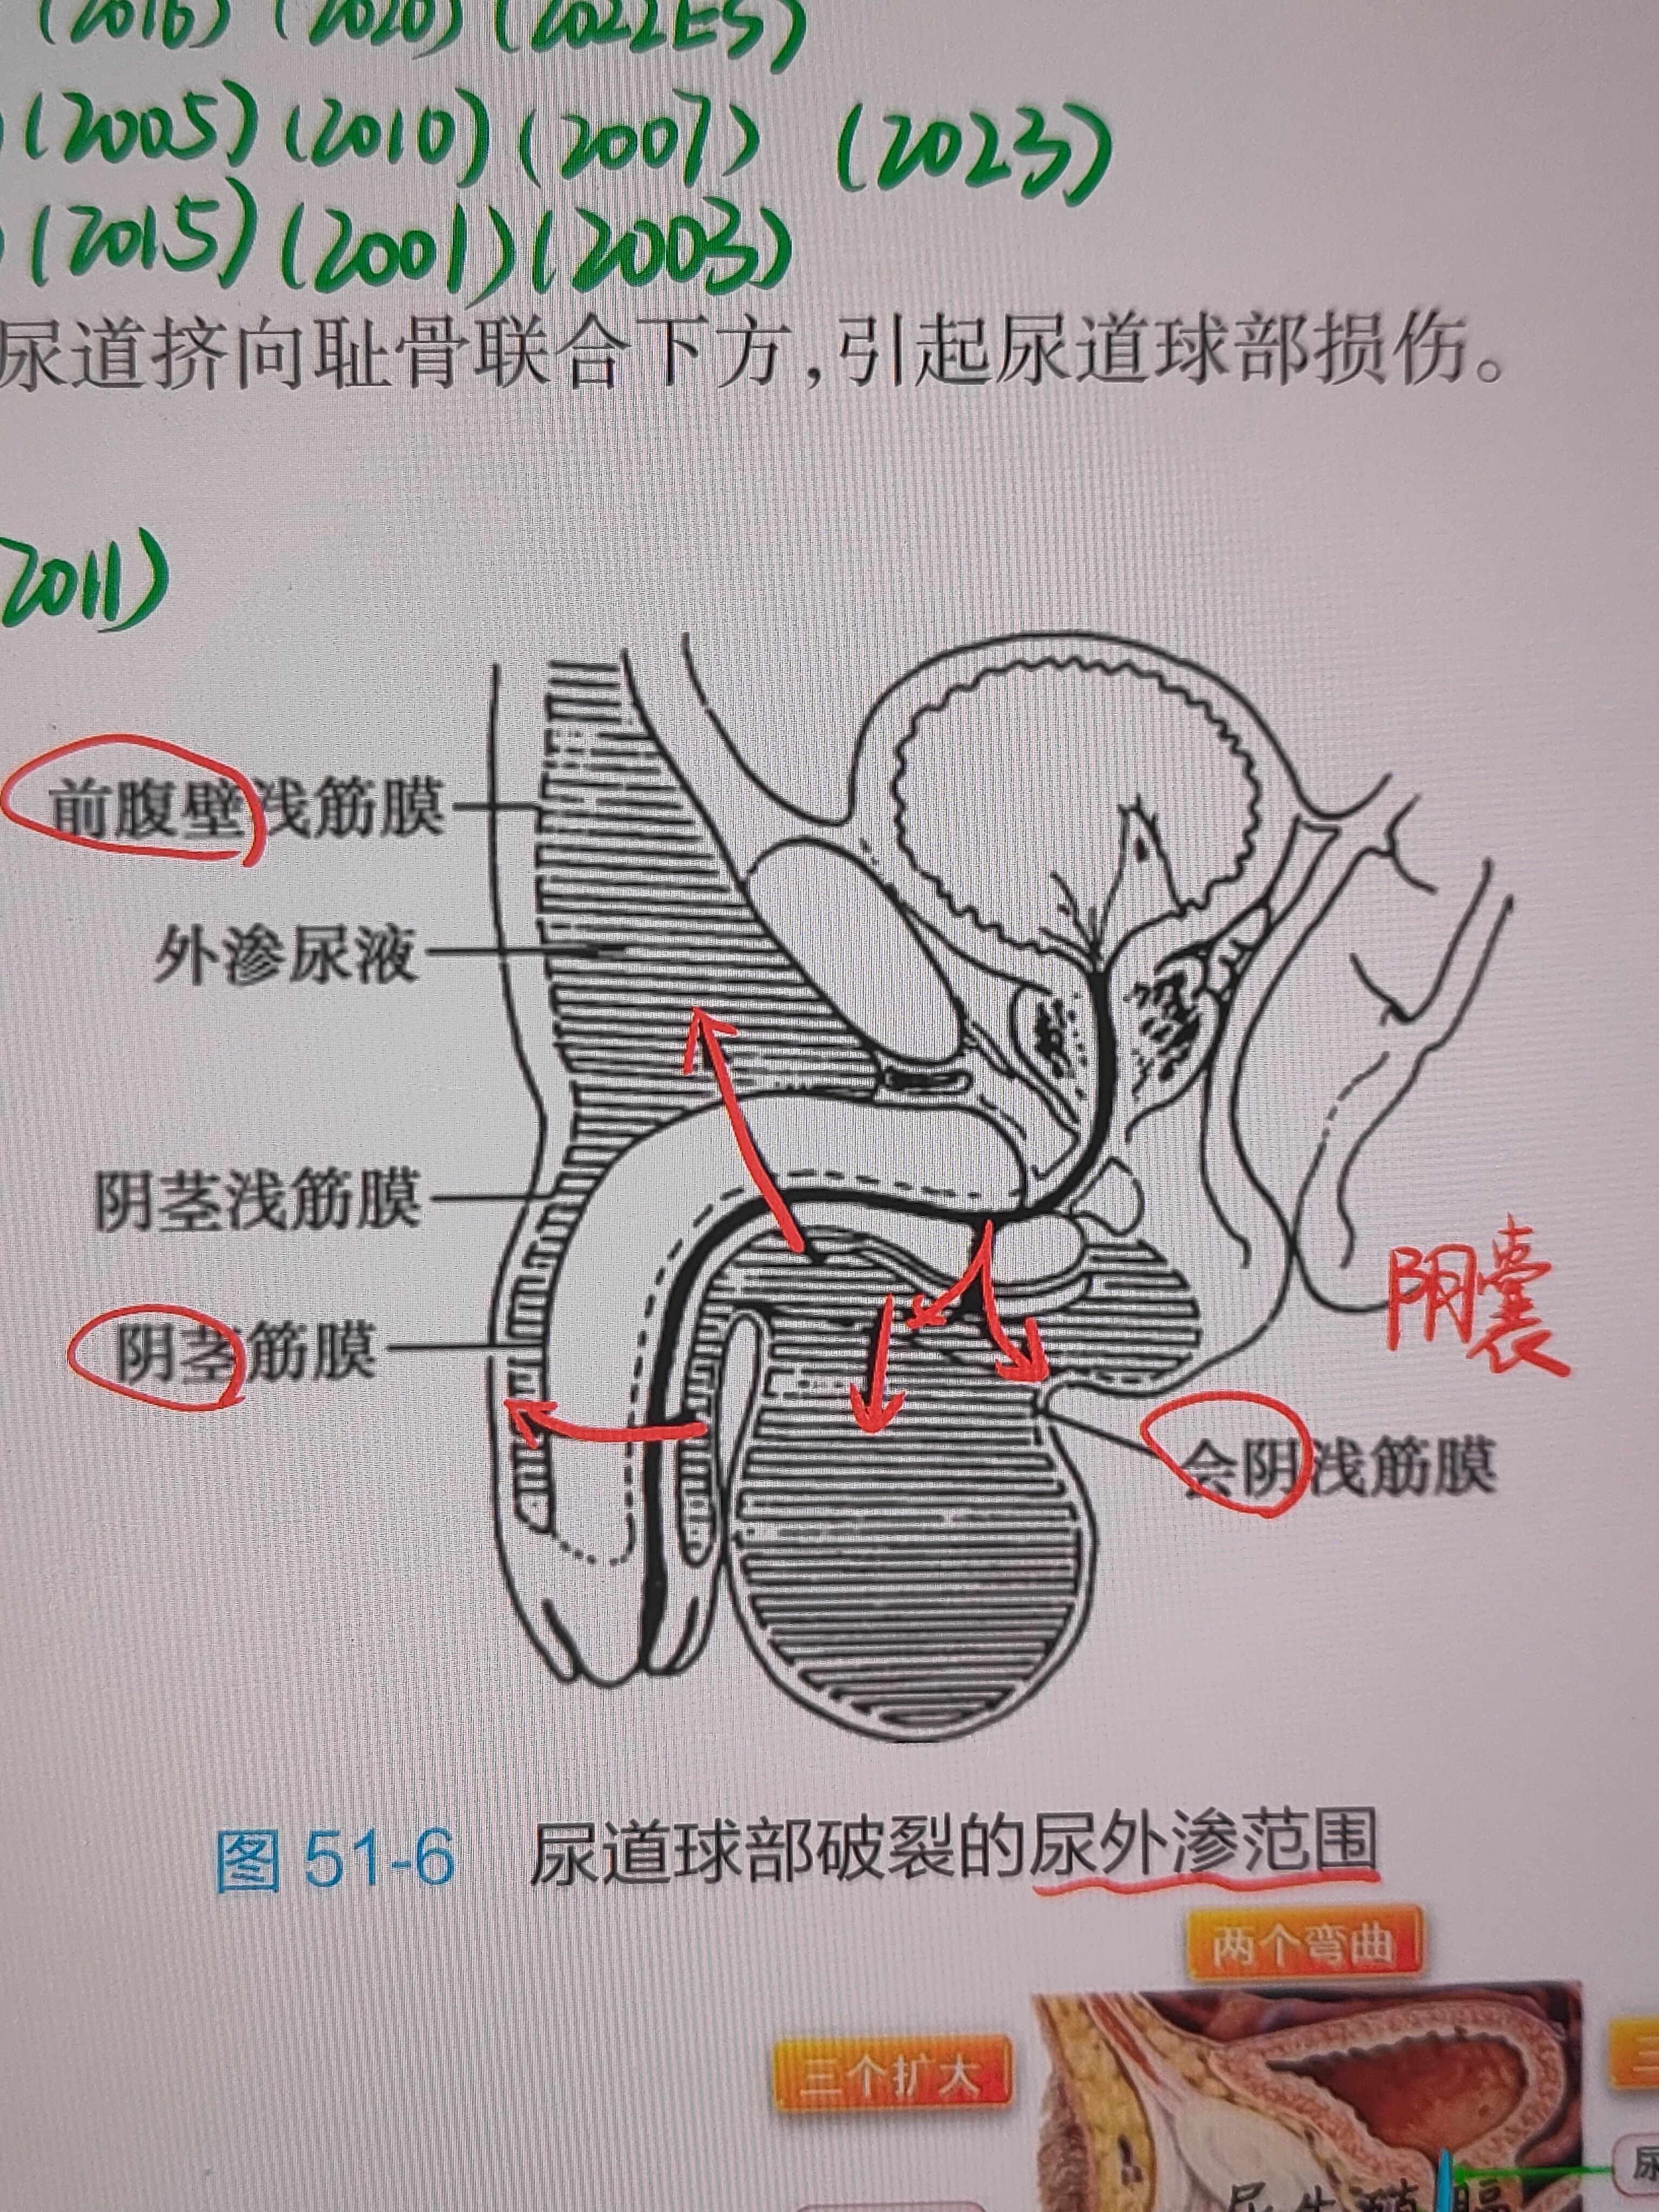 (2016) (2020) (2022ES)
(2005) (2010) (2007) (2023)
(2015) (2001) (2003)
尿道挤向耻骨联合下方,引起尿道球部损伤。
2011)
前腹壁浅筋膜
外渗尿液
阴茎浅筋膜
阴囊
阴茎筋膜
会阴浅筋膜
图 51-6 尿道球部破裂的尿外渗范围
两个弯曲
三个扩大
三
尿